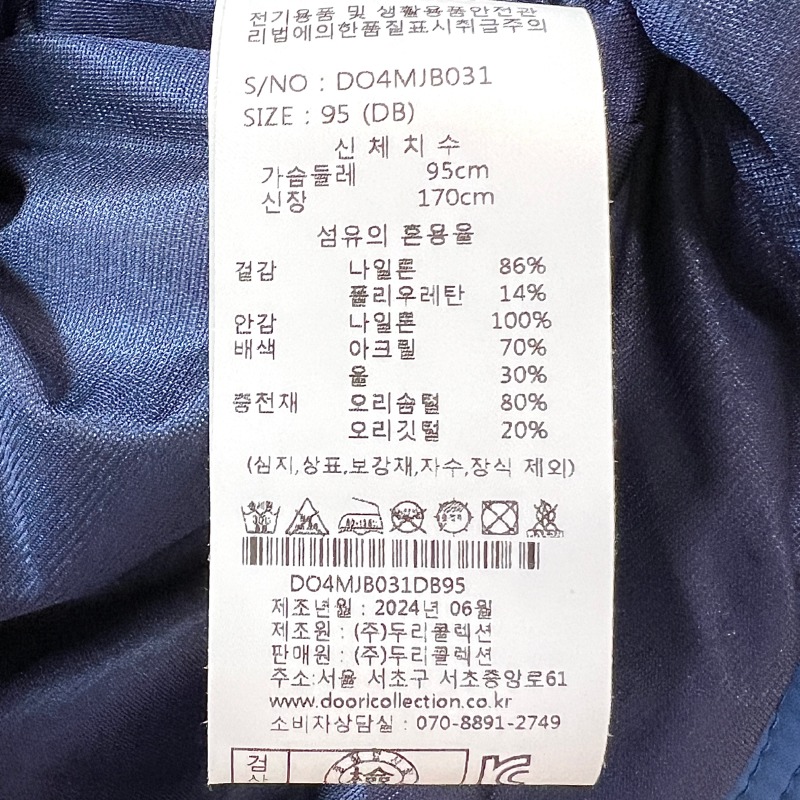 전기용품 및 생활용품안전관
리법에의한품질표시취급주의
S/NO : DO4MJB031
SIZE : 95 (DB)
신 체 치 수
가슴둘레 95cm
신장 170cm
섬유의 혼용율
겉감 나일론 86%
폴리우레탄 14%
안감 나일론 100%
배색 아크릴 70%
울 30%
충전재 오리솜털 80%
오리깃털 20%
(심지,상표,보강재,자수,장식 제외)
DO4MJB031DB95
제조년월 : 2024년 06월
제조원 : (주)두리콜렉션
판매원 : (주)두리콜렉션
주소:서울 서초구 서초중앙로61
www.dooricollection.co.kr
소비자상담실 : 070-8891-2749
검